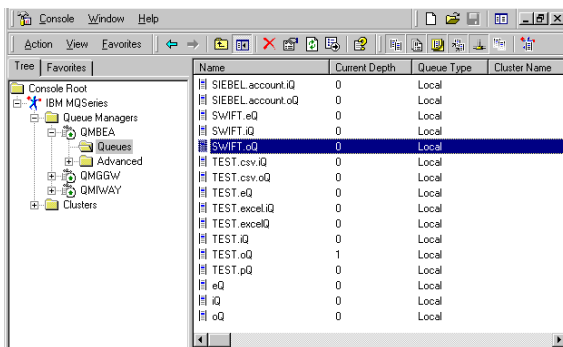 Console Window Help
Action View Favorites
Tree Favorites
Console Root
IBM MQSeries
Queue Managers
QMBEA
Queues
Advanced
QMGGW
QMIWAY
Clusters
Name Current Depth Queue Type Cluster Name
SIEBEL.account.iQ 0 Local
SIEBEL.account.oQ 0 Local
SWIFT.eQ 0 Local
SWIFT.iQ 0 Local
SWIFT.oQ 0 Local
TEST.csv.iQ 0 Local
TEST.csv.oQ 0 Local
TEST.eQ 0 Local
TEST.excel.iQ 0 Local
TEST.excelQ 0 Local
TEST.iQ 0 Local
TEST.oQ 1 Local
TEST.pQ 0 Local
eQ 0 Local
iQ 0 Local
oQ 0 Local